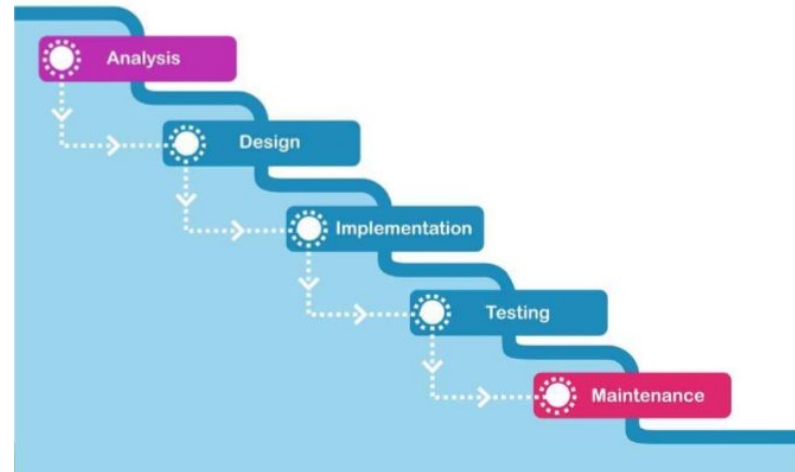 Analysis
Design
Implementation
Testing
Maintenance